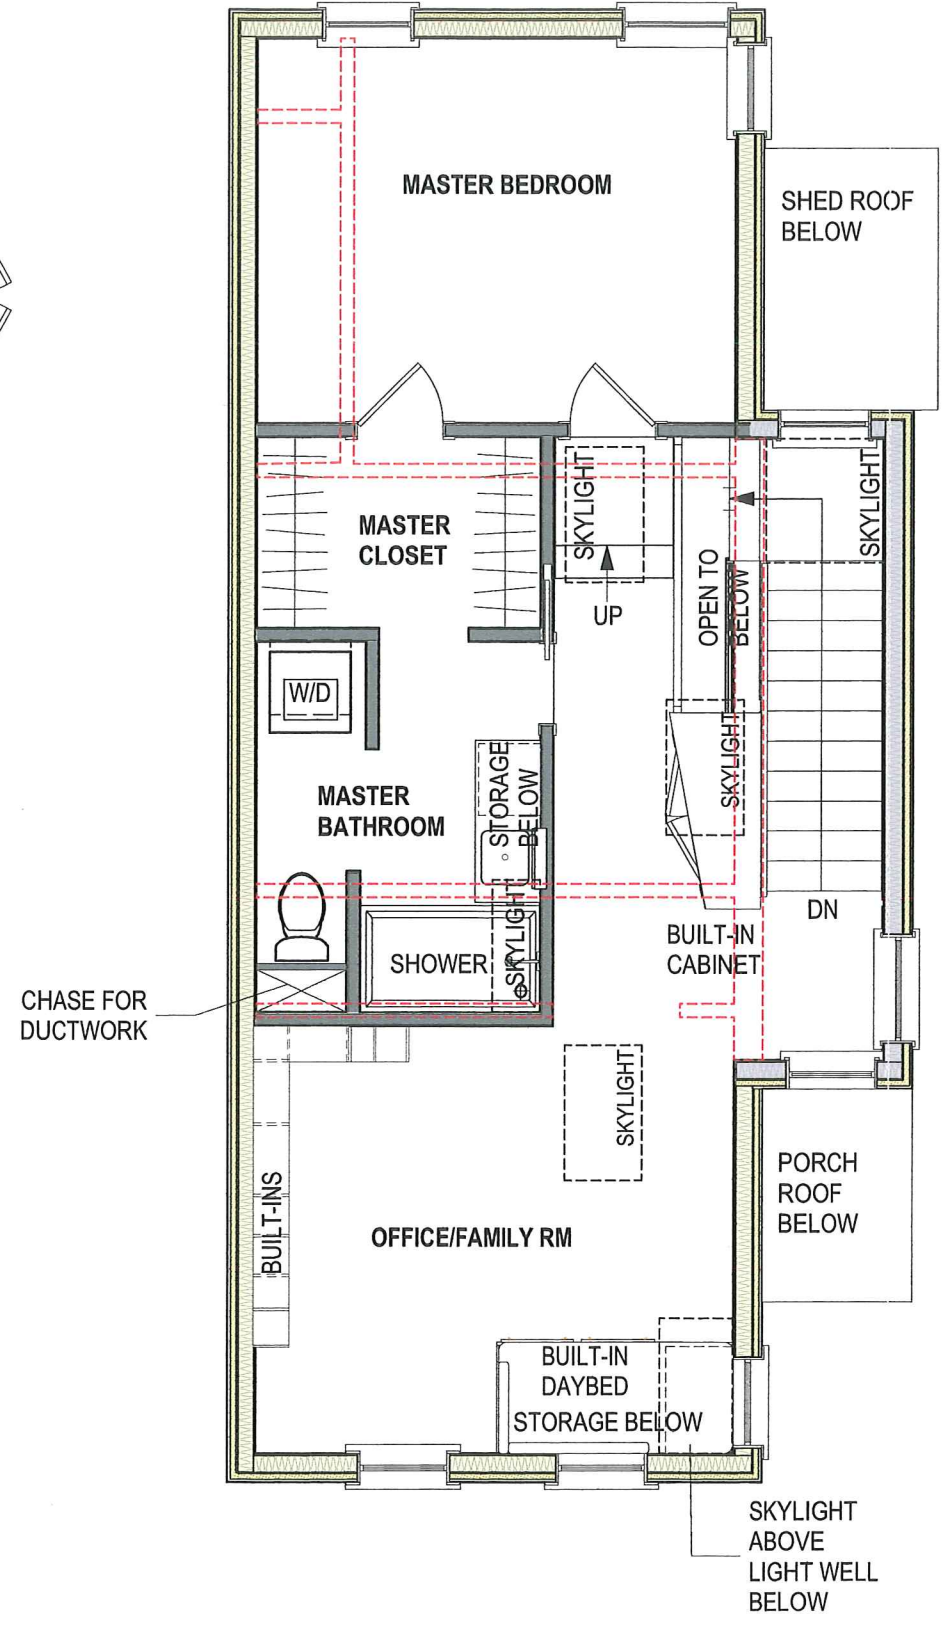 MASTER BEDROOM
SHED ROOF
BELOW
SKYLIGHT
SKYLIGHT
MASTER
CLOSET
OPEN TO
BELOW
UP
W/D
SKYLIGHT
STORAGE
BELOW
MASTER
BATHROOM
SKYLIGHT
DN
BUILT-IN
CABINET
SHOWER
CHASE FOR
DUCTWORK
SKYLIGHT
PORCH
ROOF
BELOW
BUILT-INS
OFFICE/FAMILY RM
BUILT-IN
DAYBED
STORAGE BELOW
SKYLIGHT
ABOVE
LIGHT WELL
BELOW